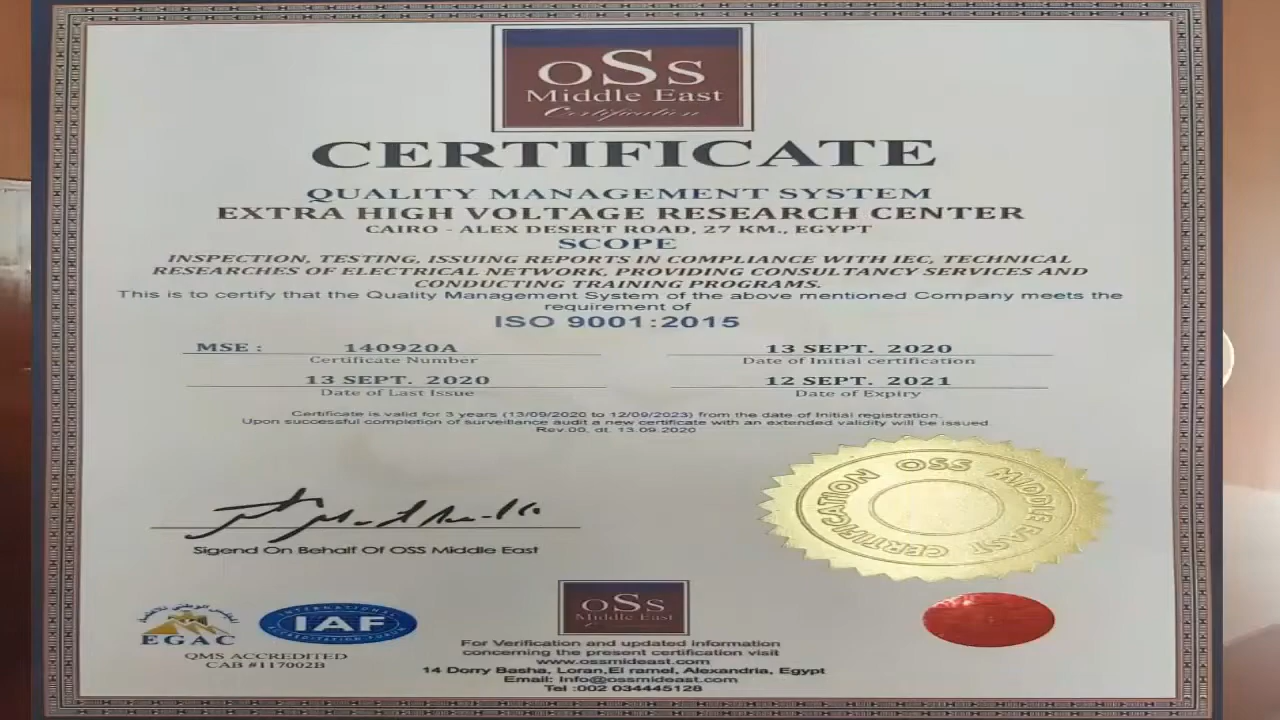 oSs
Middle East
Certification
CERTIFICATE
QUALITY MANAGEMENT SYSTEM
EXTRA HIGH VOLTAGE RESEARCH CENTER
CAIRO - ALEX DESERT ROAD, 27 KM., EGYPT
SCOPE
INSPECTION, TESTING, ISSUING REPORTS IN COMPLIANCE WITH IEC, TECHNICAL
RESEARCHES OF ELECTRICAL NETWORK, PROVIDING CONSULTANCY SERVICES AND
CONDUCTING TRAINING PROGRAMS.
This is to certify that the Quality Management System of the above mentioned Company meets the
requirement of
ISO 9001:2015
MSE : 140920A
Certificate Number
13 SEPT. 2020
Date of Initial certification
13 SEPT. 2020
Date of Last Issue
12 SEPT. 2021
Date of Expiry
Certificate is valid for 3 years (13/09/2020 to 12/09/2023) from the date of Initial registration.
Upon successful completion of surveillance audit a new certificate with an extended validity will be issued.
Rev.00, dt. 13.09.2020
Sigend On Behalf Of OSS Middle East
OSS MIDDLE EAST CERTIFICATION
EGAC
QMS ACCREDITED
CAB #117002B
INTERNATIONAL
IAF
ACCREDITATION FORUM
oSs
Middle East
For Verification and updated information
concerning the present certification visit
www.ossmideast.com
14 Dorry Basha, Loran,El ramel, Alexandria, Egypt
Email: Info@ossmideast.com
Tel :002 034445128